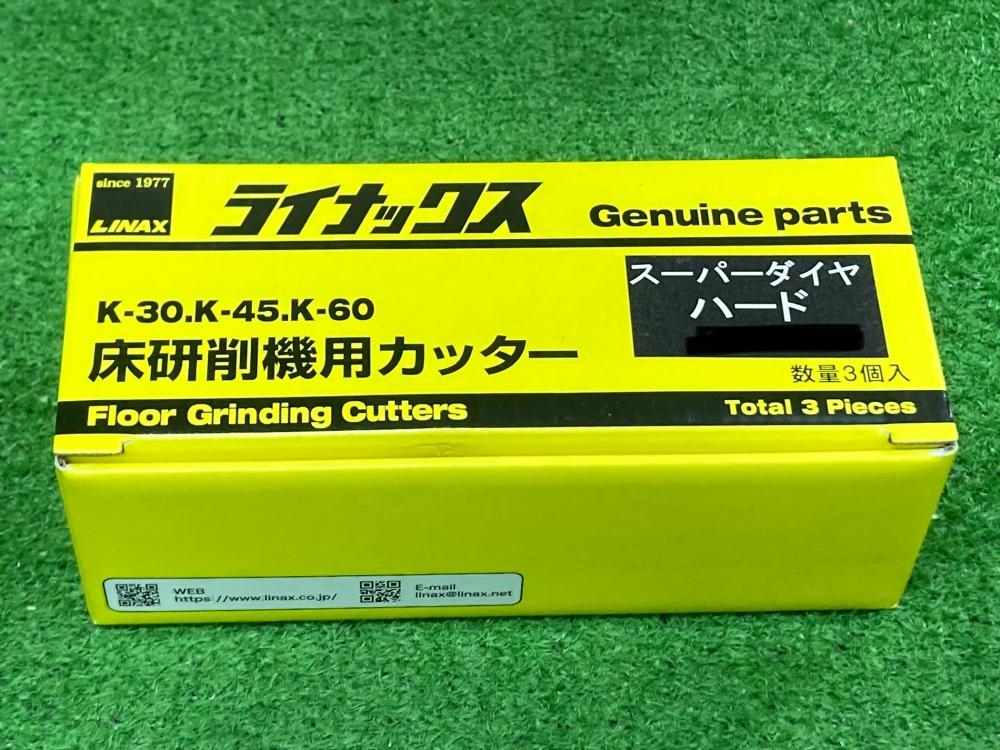 since 1977
LINAX
ライナックス
Genuine parts
K-30.K-45.K-60
床研削機用カッター
スーパーダイヤ
ハード
数量3個入
Floor Grinding Cutters
Total 3 Pieces
WEB
https://www.linax.co.jp/
E-mail
linax@linax.net